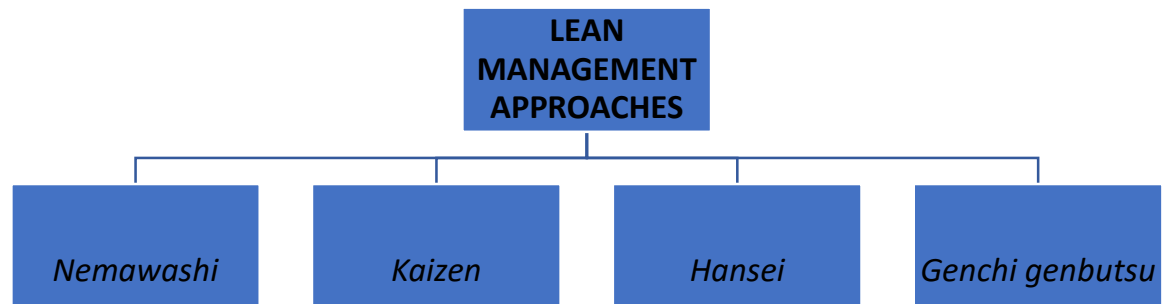 LEAN
MANAGEMENT
APPROACHES
Nemawashi
Kaizen
Hansei
Genchi genbutsu